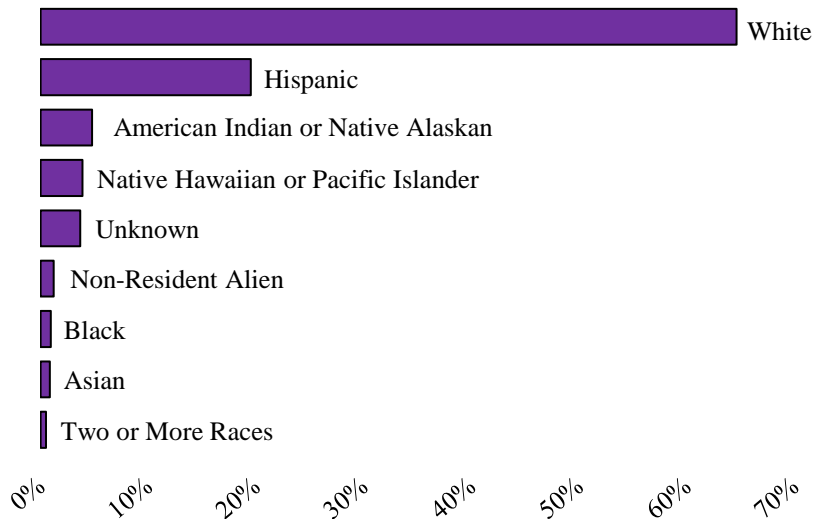 White
Hispanic
American Indian or Native Alaskan
Native Hawaiian or Pacific Islander
Unknown
Non-Resident Alien
Black
Asian
Two or More Races
0% 10% 20% 30% 40% 50% 60% 70%